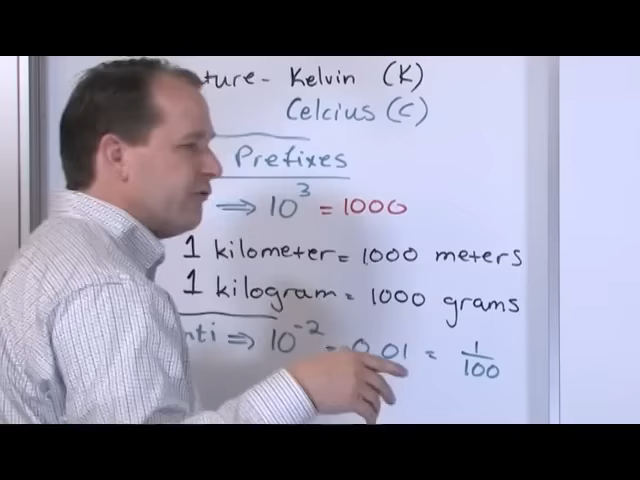 ture - Kelvin (K)
Celcius (C)
Prefixes
⇒ 10³ = 1000
1 kilometer = 1000 meters
1 kilogram = 1000 grams
nti ⇒ 10⁻² = 0.01 = 1/100